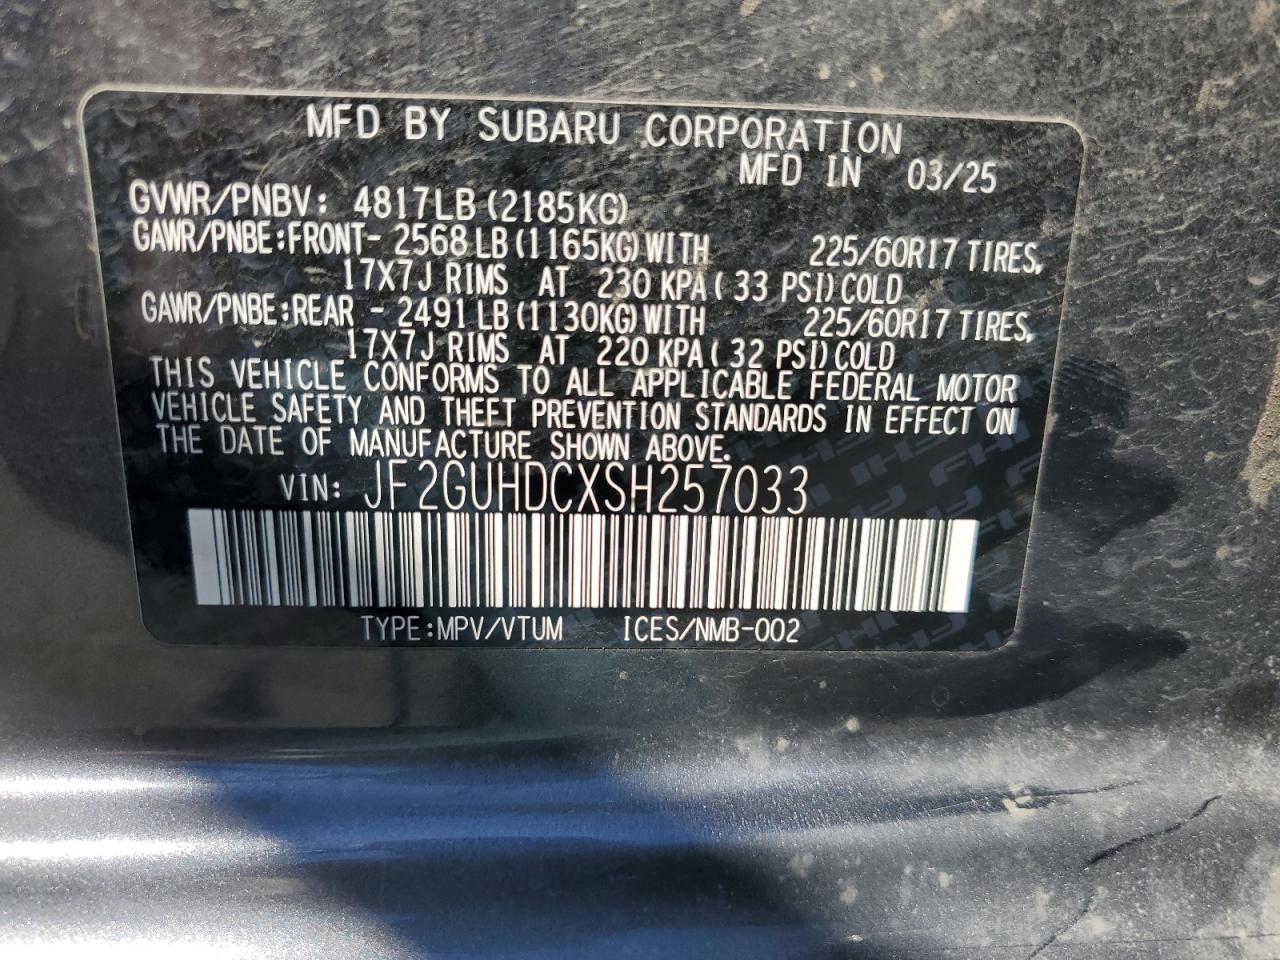 MFD BY SUBARU CORPORATION
MFD IN 03/25
GVWR/PNBV: 4817LB (2185KG)
GAWR/PNBE:FRONT- 2568 LB (1165KG) WITH 225/60R17 TIRES,
17X7J RIMS AT 230 KPA ( 33 PSI) COLD
GAWR/PNBE:REAR - 2491 LB (1130KG) WITH 225/60R17 TIRES,
17X7J RIMS AT 220 KPA ( 32 PSI) COLD
THIS VEHICLE CONFORMS TO ALL APPLICABLE FEDERAL MOTOR
VEHICLE SAFETY AND THEFT PREVENTION STANDARDS IN EFFECT ON
THE DATE OF MANUFACTURE SHOWN ABOVE.
VIN: JF2GUHDCXSH257033
TYPE:MPV/VTUM ICES/NMB-002